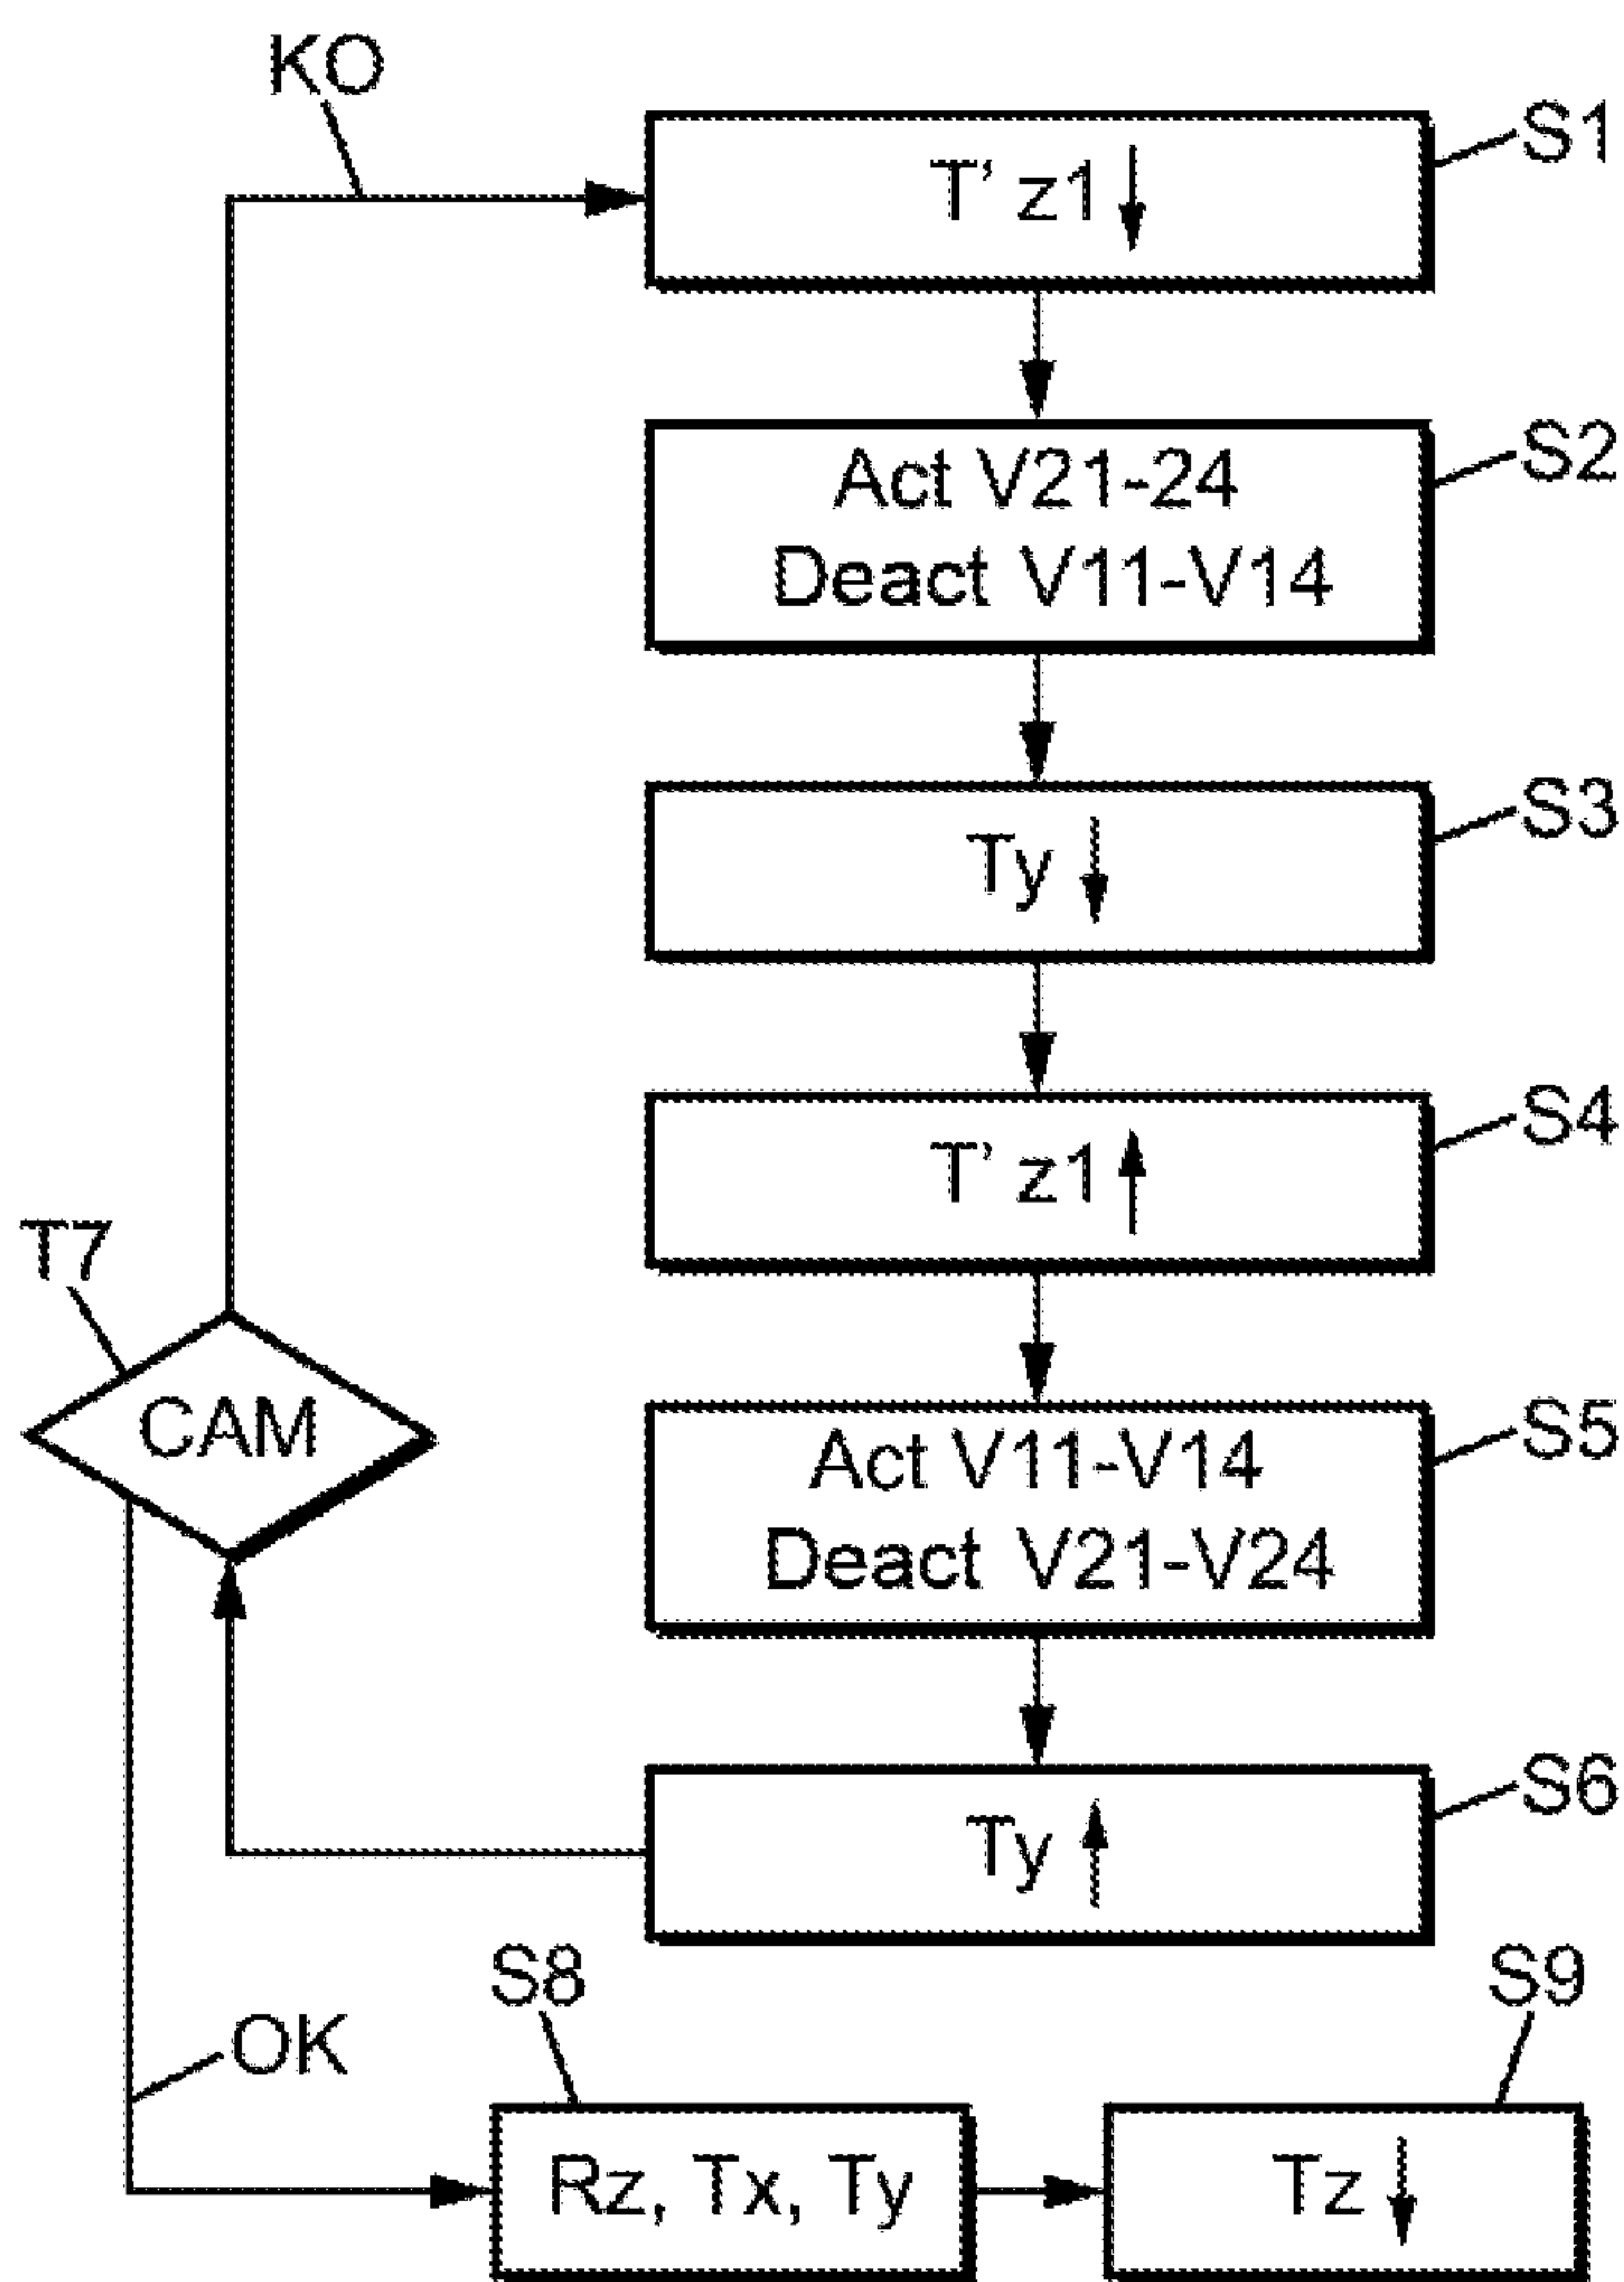 KO
S1
T' z1 ↓
S2
Act V21-24
Deact V11-V14
S3
Ty ↓
S4
T' z1 ↑
T7
CAM
S5
Act V11-V14
Deact V21-V24
S6
Ty ↑
S8
S9
OK
Rz, Tx, Ty
Tz ↓